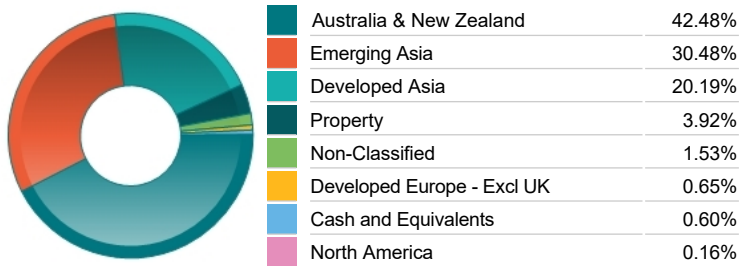 Australia & New Zealand 42.48%
Emerging Asia 30.48%
Developed Asia 20.19%
Property 3.92%
Non-Classified 1.53%
Developed Europe - Excl UK 0.65%
Cash and Equivalents 0.60%
North America 0.16%